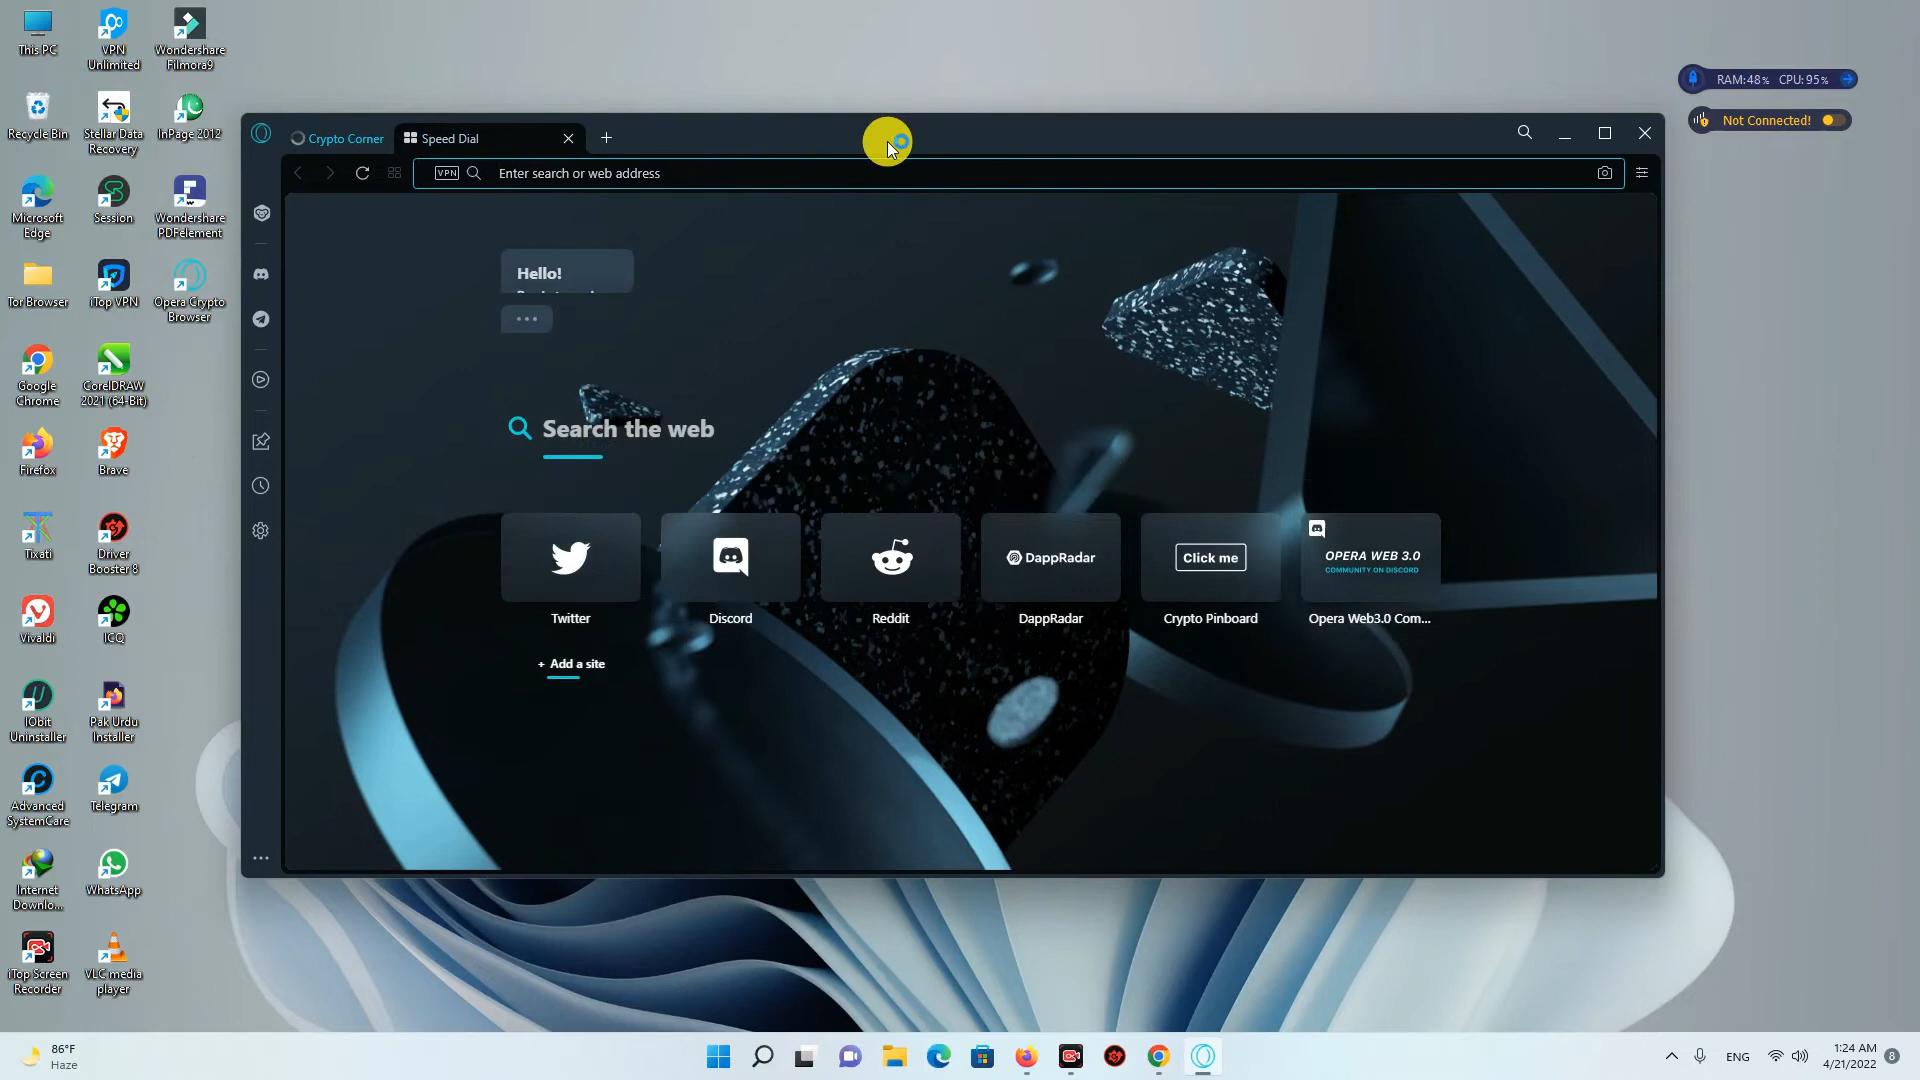 This PC
VPN
Unlimited
Wondershare
Filmora9
Recycle Bin
Stellar Data
Recovery
InPage 2012
Microsoft
Edge
Session
Wondershare
PDFelement
Tor Browser
iTop VPN
Opera Crypto
Browser
Google
Chrome
CorelDRAW
2021 (64-Bit)
Firefox
Brave
Tixati
Driver
Booster 8
Vivaldi
ICQ
IObit
Uninstaller
Pak Urdu
Installer
Advanced
SystemCare
Telegram
Internet
Downlo...
WhatsApp
iTop Screen
Recorder
VLC media
player
RAM:48% CPU:95%
Not Connected!
Crypto Corner
Speed Dial
VPN
Enter search or web address
Hello!
Search the web
DappRadar
Click me
OPERA WEB 3.0
COMMUNITY ON DISCORD
Twitter
Discord
Reddit
DappRadar
Crypto Pinboard
Opera Web3.0 Com...
+ Add a site
86°F
Haze
ENG
1:24 AM
4/21/2022
8